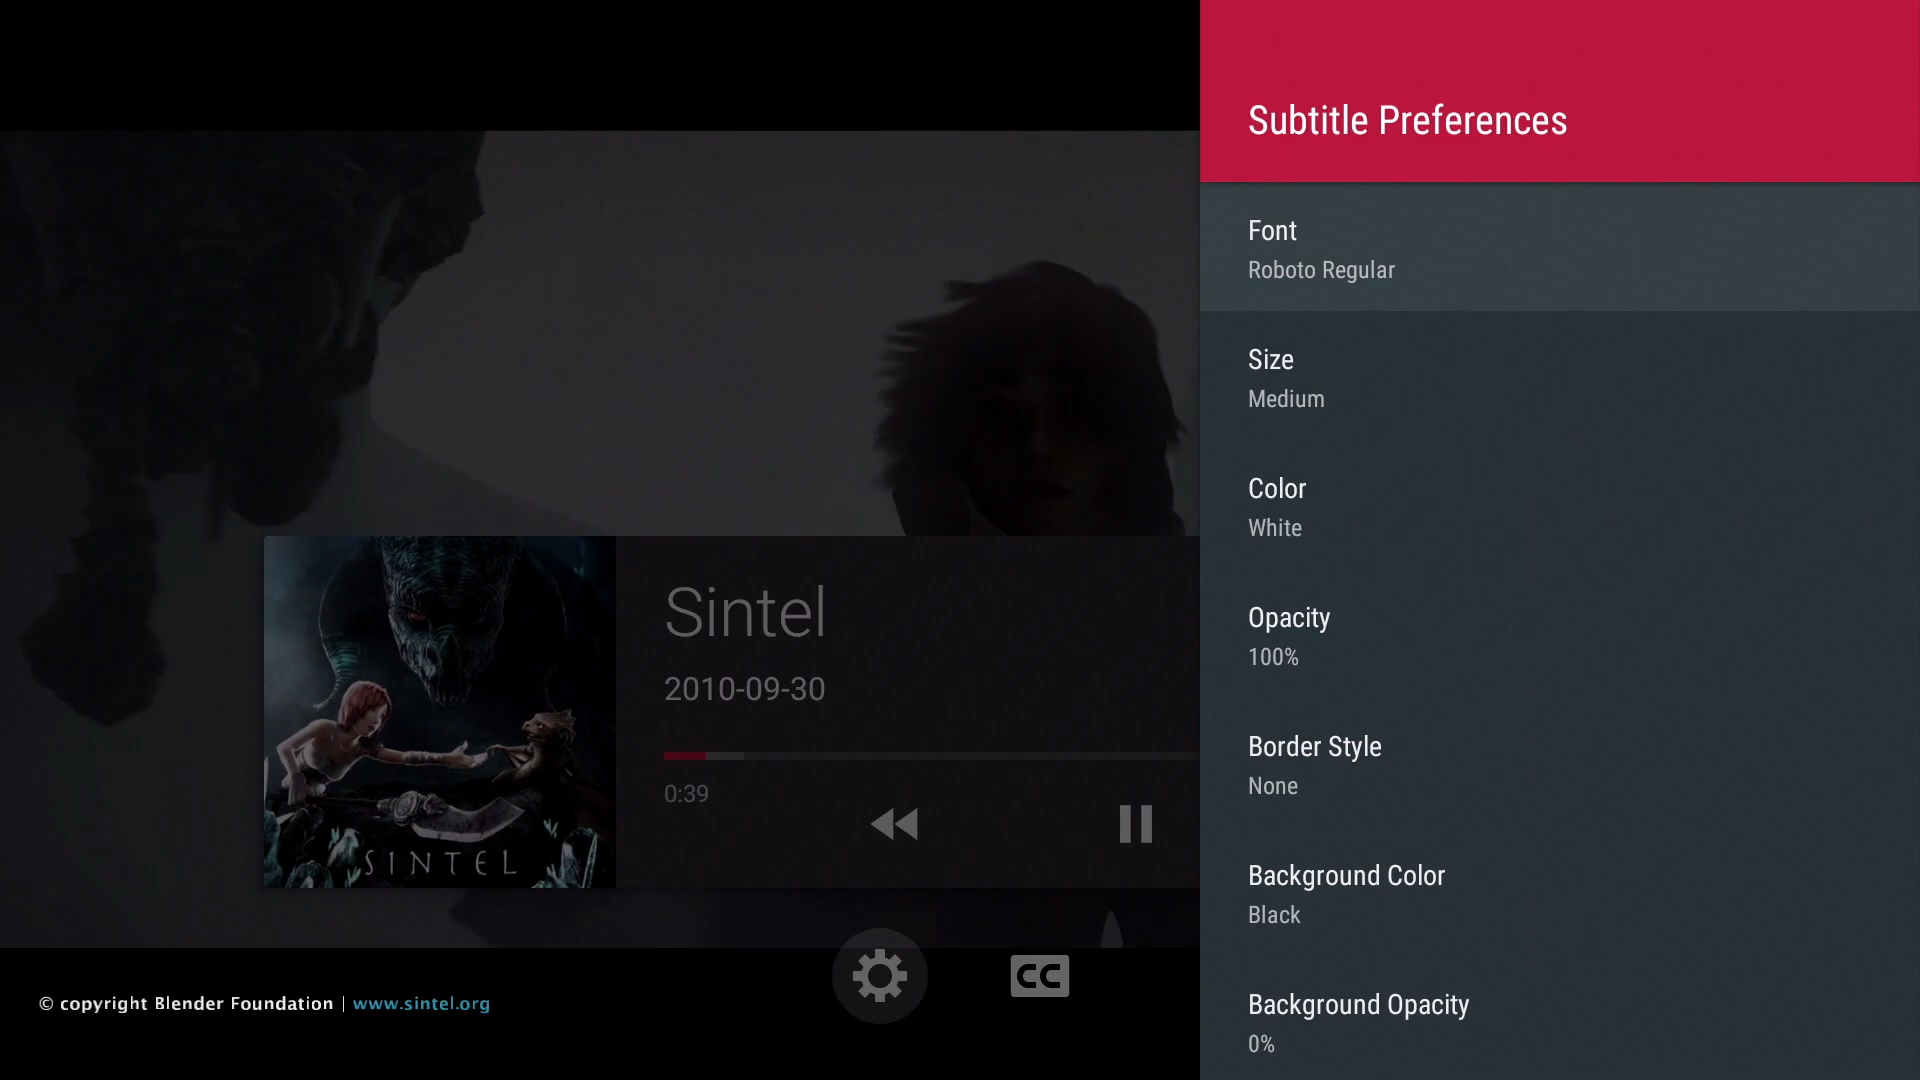 Subtitle Preferences
Font
Roboto Regular
Size
Medium
Color
White
Opacity
100%
Border Style
None
Background Color
Black
Background Opacity
0%
Sintel
2010-09-30
0:39
SINTEL
CC
© copyright Blender Foundation | www.sintel.org